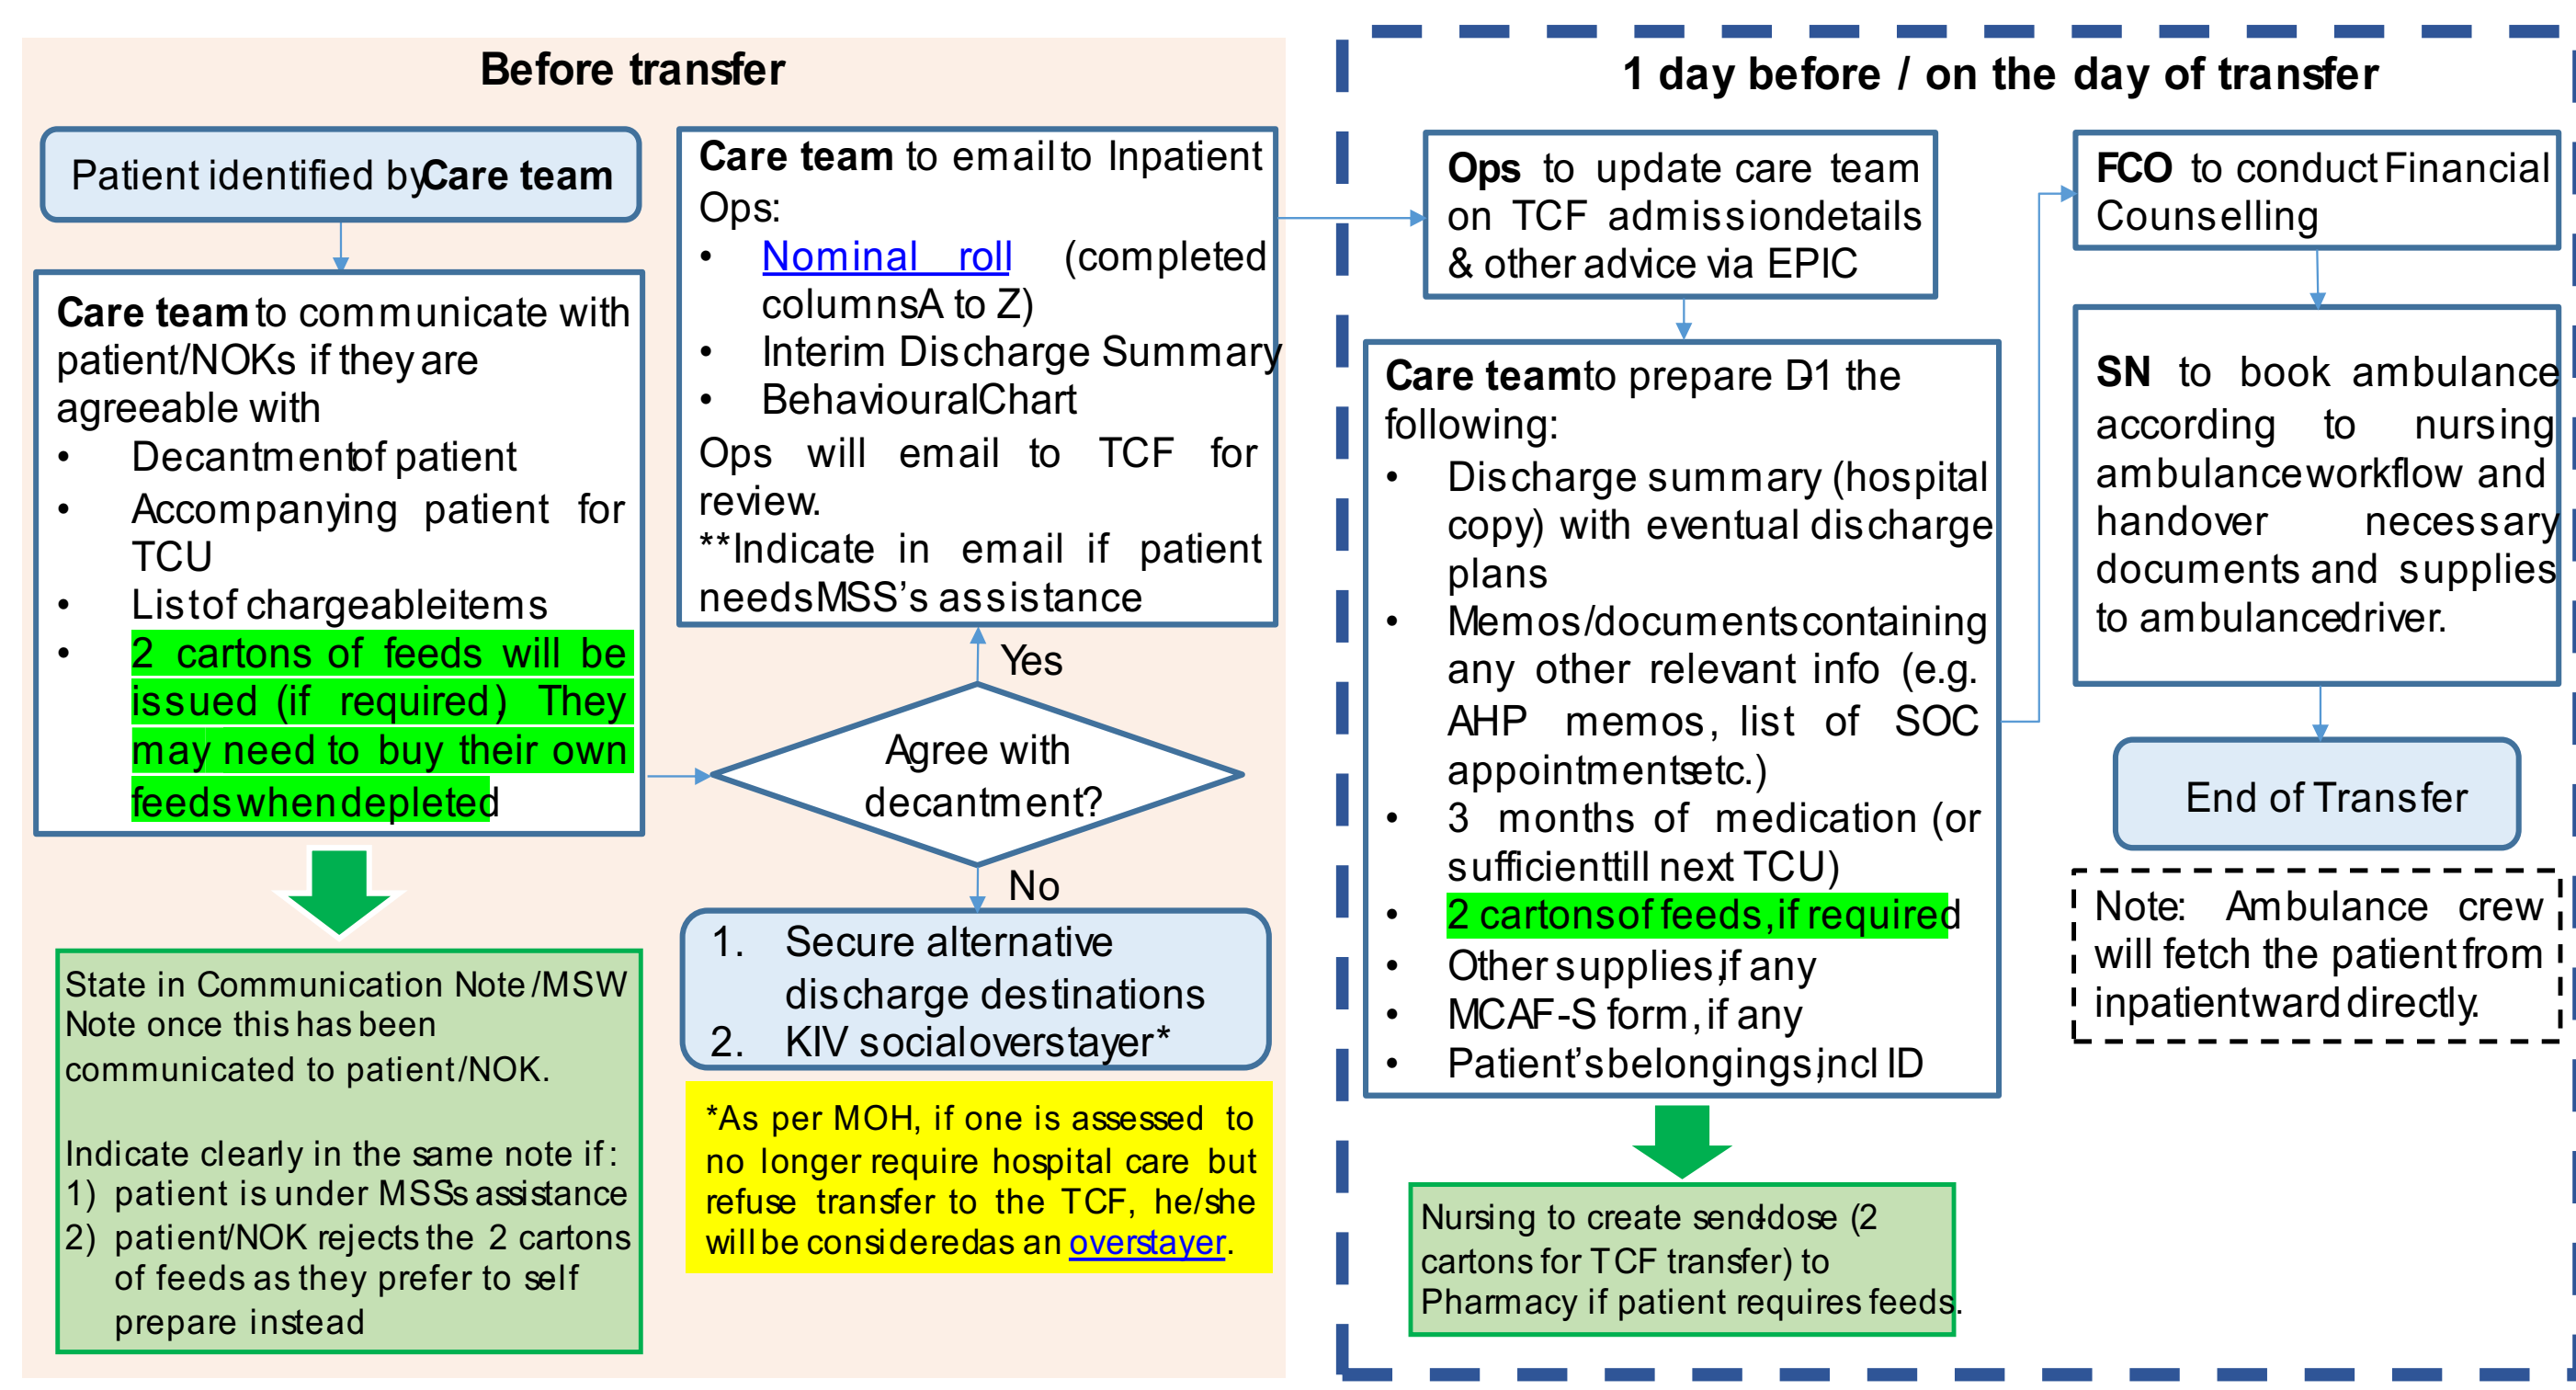 Before transfer
Patient identified by Care team
Care team to communicate with
patient/NOKs if they are
agreeable with
• Decantment of patient
• Accompanying patient for
TCU
• List of chargeable items
• 2 cartons of feeds will be
issued (if required) They
may need to buy their own
feeds when depleted
State in Communication Note/MSW
Note once this has been
communicated to patient/NOK.
Indicate clearly in the same note if:
1) patient is under MSS's assistance
2) patient/NOK rejects the 2 cartons
of feeds as they prefer to self
prepare instead
Care team to email to Inpatient
Ops:
• Nominal roll (completed
columns A to Z)
• Interim Discharge Summary
• Behavioural Chart
Ops will email to TCF for
review.
**Indicate in email if patient
needs MSS's assistance
Yes
Agree with
decantment?
No
1. Secure alternative
discharge destinations
2. KIV social overstayer*
*As per MOH, if one is assessed to
no longer require hospital care but
refuse transfer to the TCF, he/she
will be considered as an overstayer.
1 day before / on the day of transfer
Ops to update care team
on TCF admission details
& other advice via EPIC
Care team to prepare D-1 the
following:
• Discharge summary (hospital
copy) with eventual discharge
plans
• Memos/documents containing
any other relevant info (e.g.
AHP memos, list of SOC
appointments etc.)
• 3 months of medication (or
sufficient till next TCU)
• 2 cartons of feeds, if required
• Other supplies, if any
• MCAF-S form, if any
• Patient's belongings, incl ID
Nursing to create send-dose (2
cartons for TCF transfer) to
Pharmacy if patient requires feeds.
FCO to conduct Financial
Counselling
SN to book ambulance
according to nursing
ambulance workflow and
handover necessary
documents and supplies
to ambulance driver.
End of Transfer
Note: Ambulance crew
will fetch the patient from
inpatient ward directly.